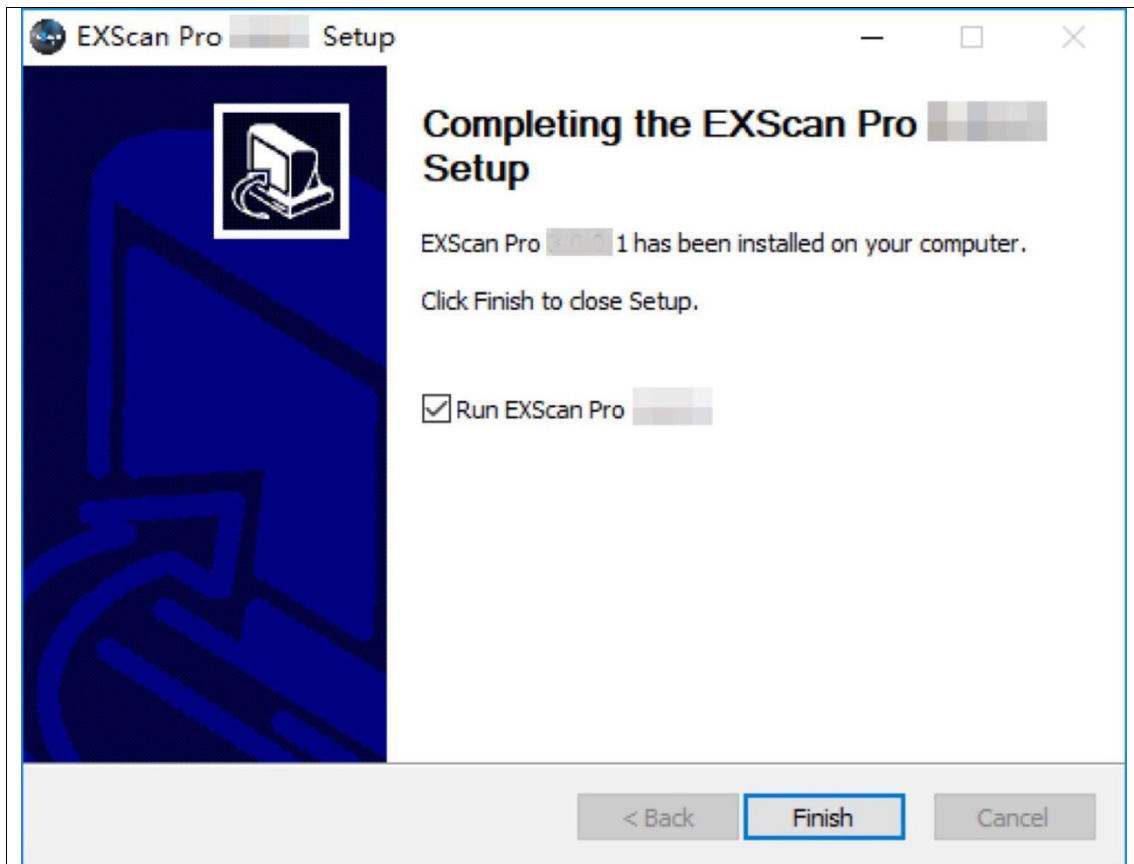 EXScan Pro Setup
Completing the EXScan Pro
Setup
EXScan Pro 1 has been installed on your computer.
Click Finish to close Setup.
Run EXScan Pro
< Back
Finish
Cancel